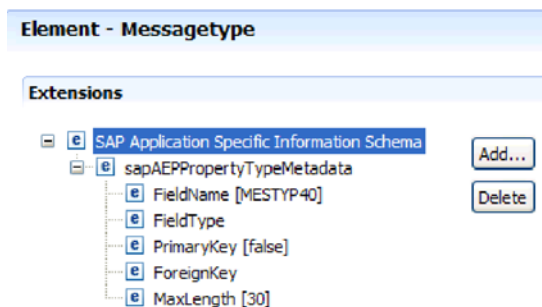 Element - Messagetype
Extensions
SAP Application Specific Information Schema
Add...
sapAEPPropertyTypeMetadata
FieldName [MESTYP40]
Delete
FieldType
PrimaryKey [false]
ForeignKey
MaxLength [30]